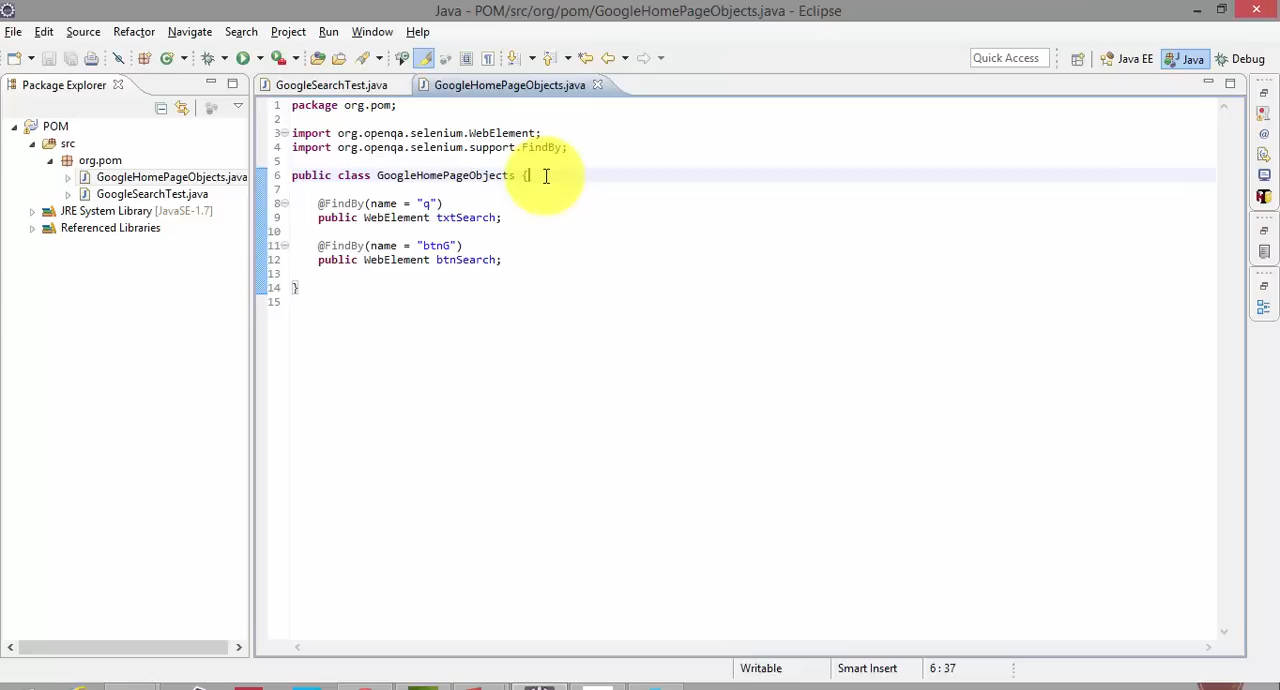 Java - POM/src/org/pom/GoogleHomePageObjects.java - Eclipse
File Edit Source Refactor Navigate Search Project Run Window Help
Quick Access Java EE Java Debug
Package Explorer
GoogleSearchTest.java GoogleHomePageObjects.java
POM
src
org.pom
GoogleHomePageObjects.java
GoogleSearchTest.java
JRE System Library [JavaSE-1.7]
Referenced Libraries
1 package org.pom;
2
3 import org.openqa.selenium.WebElement;
4 import org.openqa.selenium.support.FindBy;
5
6 public class GoogleHomePageObjects {
7
8 @FindBy(name = "q")
9 public WebElement txtSearch;
10
11 @FindBy(name = "btnG")
12 public WebElement btnSearch;
13
14 }
15
Writable Smart Insert 6 : 37